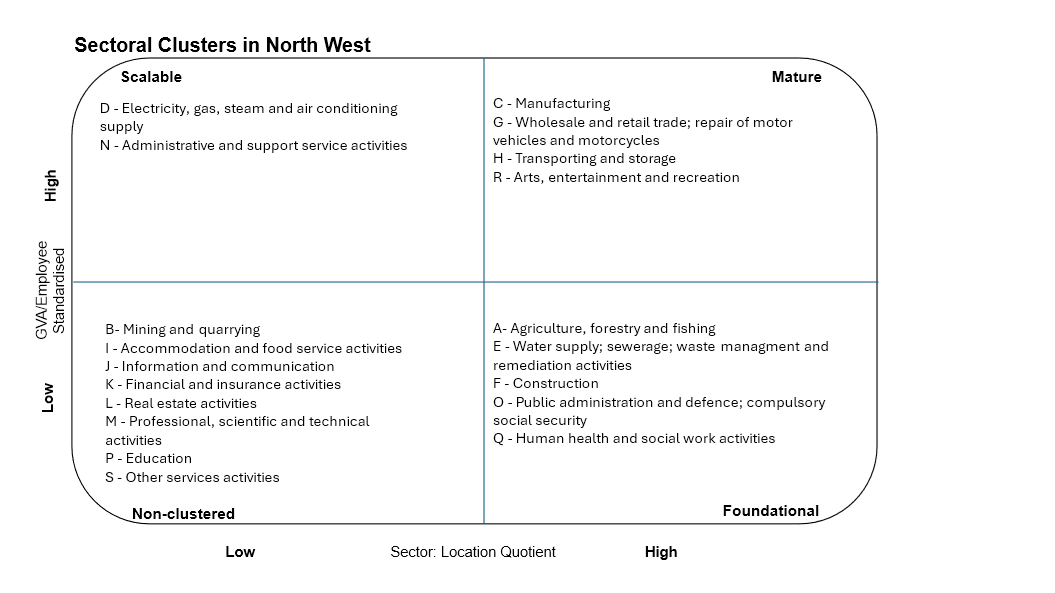 Sectoral Clusters in North West
Scalable
D - Electricity, gas, steam and air conditioning
supply
N - Administrative and support service activities
Mature
C - Manufacturing
G - Wholesale and retail trade; repair of motor
vehicles and motorcycles
H - Transporting and storage
R - Arts, entertainment and recreation
High
GVA/Employee
Standardised
Low
B- Mining and quarrying
I - Accommodation and food service activities
J - Information and communication
K - Financial and insurance activities
L - Real estate activities
M - Professional, scientific and technical
activities
P - Education
S - Other services activities
Non-clustered
A- Agriculture, forestry and fishing
E - Water supply; sewerage; waste managment and
remediation activities
F - Construction
O - Public administration and defence; compulsory
social security
Q - Human health and social work activities
Foundational
Low
Sector: Location Quotient
High